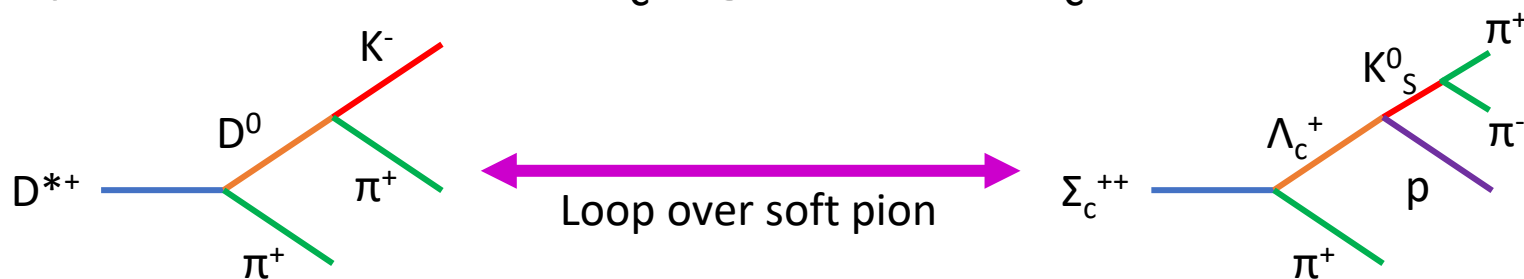 K-
D0
D*+
π+
π+
Loop over soft pion
π+
K0S
π-
Λc+
p
Σc++
π+